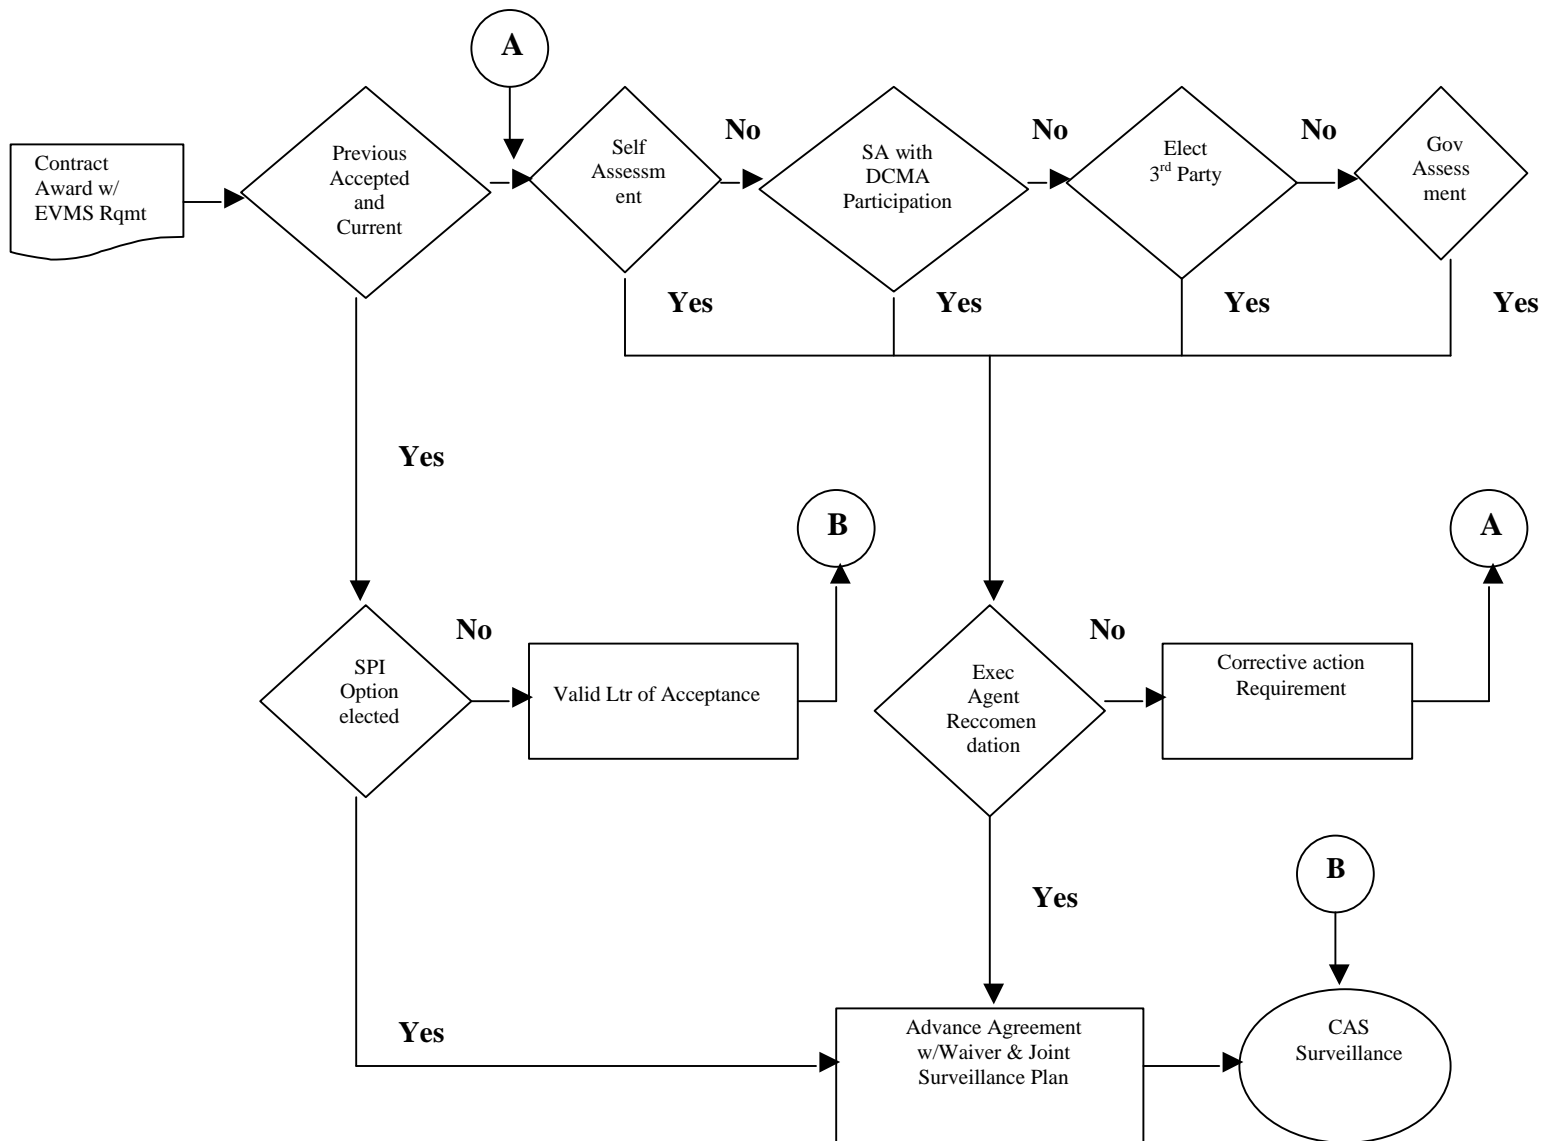 A
Contract
Award w/
EVMS Rqmt
Previous
Accepted
and
Current
Self
Assessm
ent
No
SA with
DCMA
Participation
No
Elect
3rd Party
No
Gov
Assess
ment
Yes
Yes
Yes
Yes
Yes
B
A
SPI
Option
elected
No
Valid Ltr of Acceptance
Exec
Agent
Reccomen
dation
No
Corrective action
Requirement
Yes
B
Yes
Advance Agreement
w/Waiver & Joint
Surveillance Plan
CAS
Surveillance